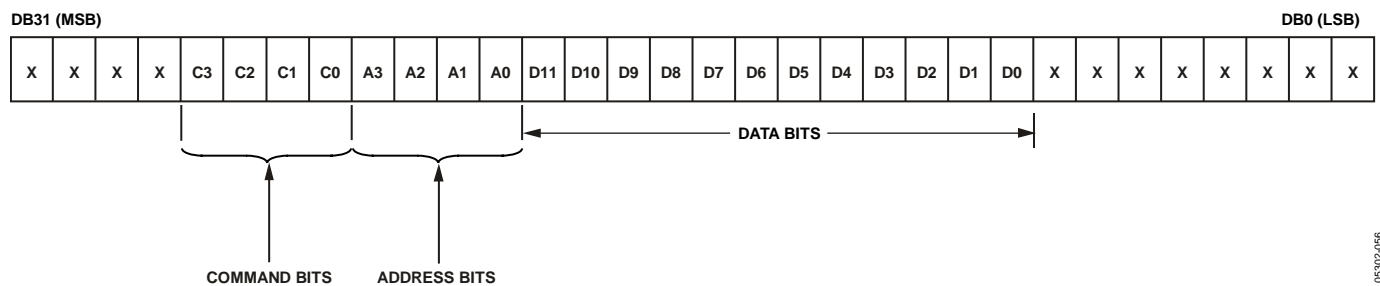 DB31 (MSB) DB0 (LSB)
X X X X C3 C2 C1 C0 A3 A2 A1 A0 D11 D10 D9 D8 D7 D6 D5 D4 D3 D2 D1 D0 X X X X X X X X
DATA BITS
COMMAND BITS ADDRESS BITS
05302-056